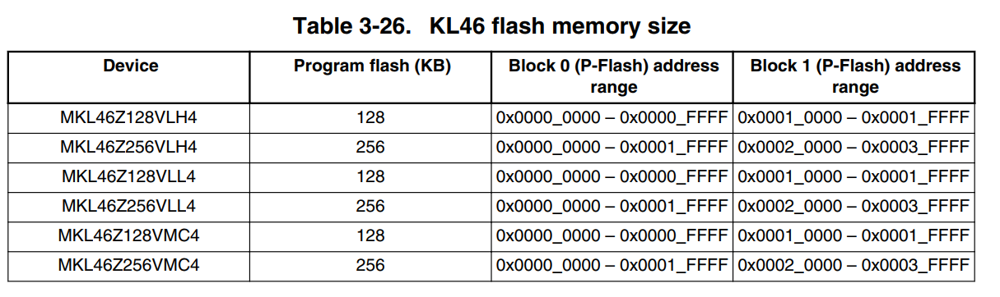 Table 3-26. KL46 flash memory size
Device Program flash (KB) Block 0 (P-Flash) address range Block 1 (P-Flash) address range
MKL46Z128VLH4 128 0x0000_0000 – 0x0000_FFFF 0x0001_0000 – 0x0001_FFFF
MKL46Z256VLH4 256 0x0000_0000 – 0x0001_FFFF 0x0002_0000 – 0x0003_FFFF
MKL46Z128VLL4 128 0x0000_0000 – 0x0000_FFFF 0x0001_0000 – 0x0001_FFFF
MKL46Z256VLL4 256 0x0000_0000 – 0x0001_FFFF 0x0002_0000 – 0x0003_FFFF
MKL46Z128VMC4 128 0x0000_0000 – 0x0000_FFFF 0x0001_0000 – 0x0001_FFFF
MKL46Z256VMC4 256 0x0000_0000 – 0x0001_FFFF 0x0002_0000 – 0x0003_FFFF